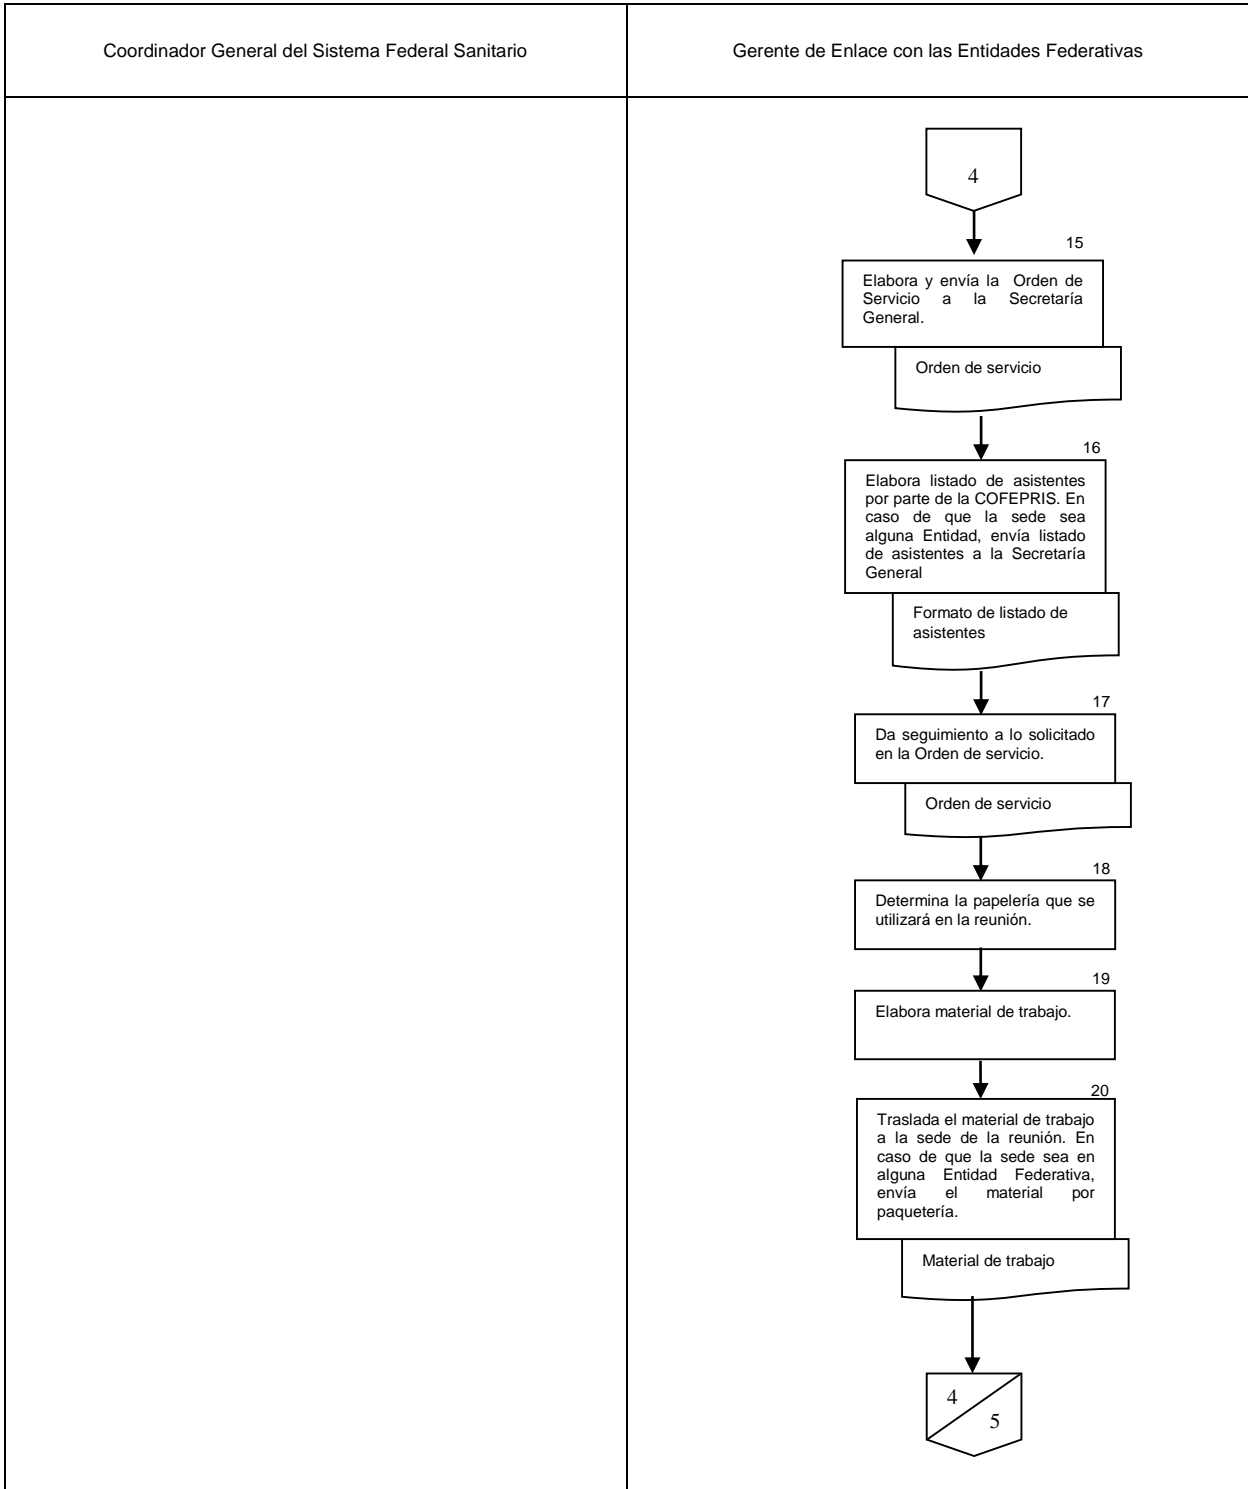 Coordinador General del Sistema Federal Sanitario
Gerente de Enlace con las Entidades Federativas
4
15
Elabora y envía la Orden de
Servicio a la Secretaría
General.
Orden de servicio
16
Elabora listado de asistentes
por parte de la COFEPRIS. En
caso de que la sede sea
alguna Entidad, envía listado
de asistentes a la Secretaría
General
Formato de listado de
asistentes
17
Da seguimiento a lo solicitado
en la Orden de servicio.
Orden de servicio
18
Determina la papelería que se
utilizará en la reunión.
19
Elabora material de trabajo.
20
Traslada el material de trabajo
a la sede de la reunión. En
caso de que la sede sea en
alguna Entidad Federativa,
envía el material por
paquetería.
Material de trabajo
4
5